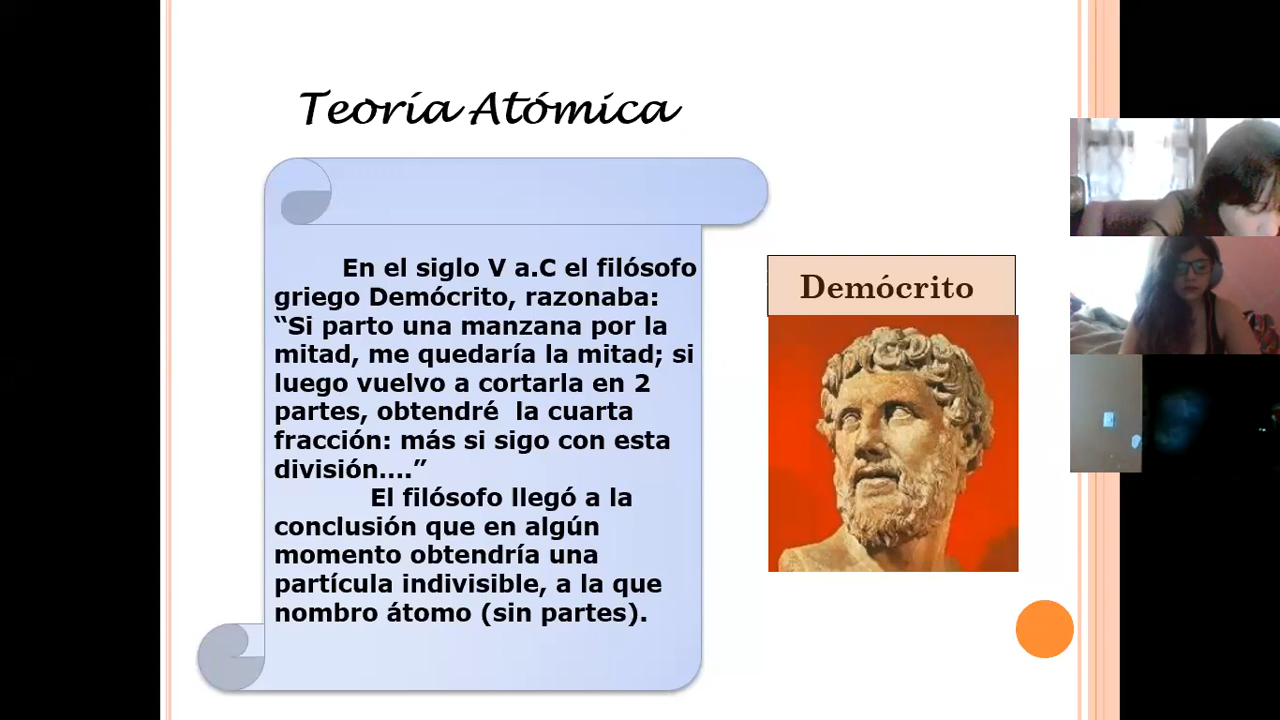 Teoría Atómica
En el siglo V a.C el filósofo
griego Demócrito, razonaba:
“Si parto una manzana por la
mitad, me quedaría la mitad; si
luego vuelvo a cortarla en 2
partes, obtendré  la cuarta
fracción: más si sigo con esta
división....”
El filósofo llegó a la
conclusión que en algún
momento obtendría una
partícula indivisible, a la que
nombro átomo (sin partes).
Demócrito